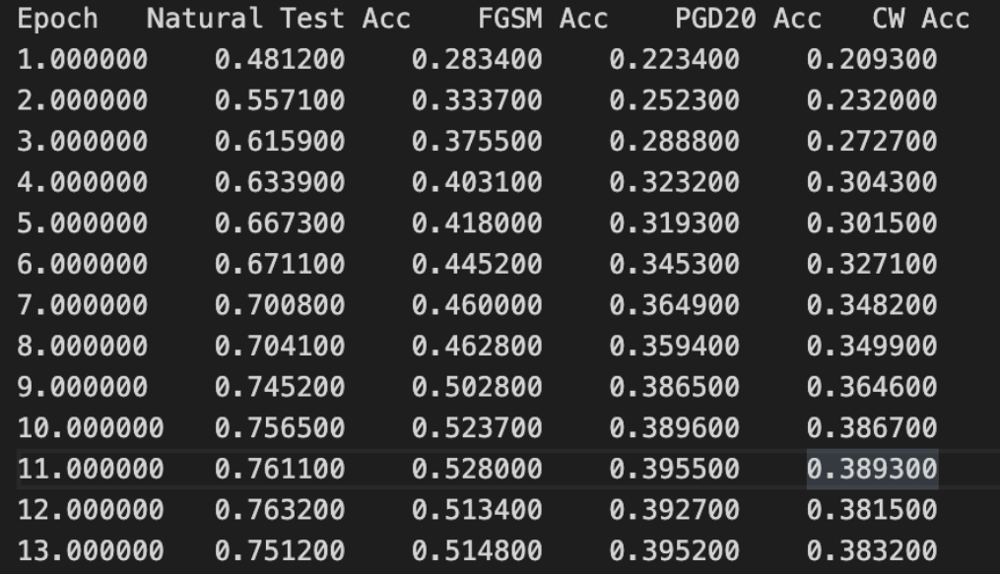 Epoch Natural Test Acc FGSM Acc PGD20 Acc CW Acc
1.000000 0.481200 0.283400 0.223400 0.209300
2.000000 0.557100 0.333700 0.252300 0.232000
3.000000 0.615900 0.375500 0.288800 0.272700
4.000000 0.633900 0.403100 0.323200 0.304300
5.000000 0.667300 0.418000 0.319300 0.301500
6.000000 0.671100 0.445200 0.345300 0.327100
7.000000 0.700800 0.460000 0.364900 0.348200
8.000000 0.704100 0.462800 0.359400 0.349900
9.000000 0.745200 0.502800 0.386500 0.364600
10.000000 0.756500 0.523700 0.389600 0.386700
11.000000 0.761100 0.528000 0.395500 0.389300
12.000000 0.763200 0.513400 0.392700 0.381500
13.000000 0.751200 0.514800 0.395200 0.383200